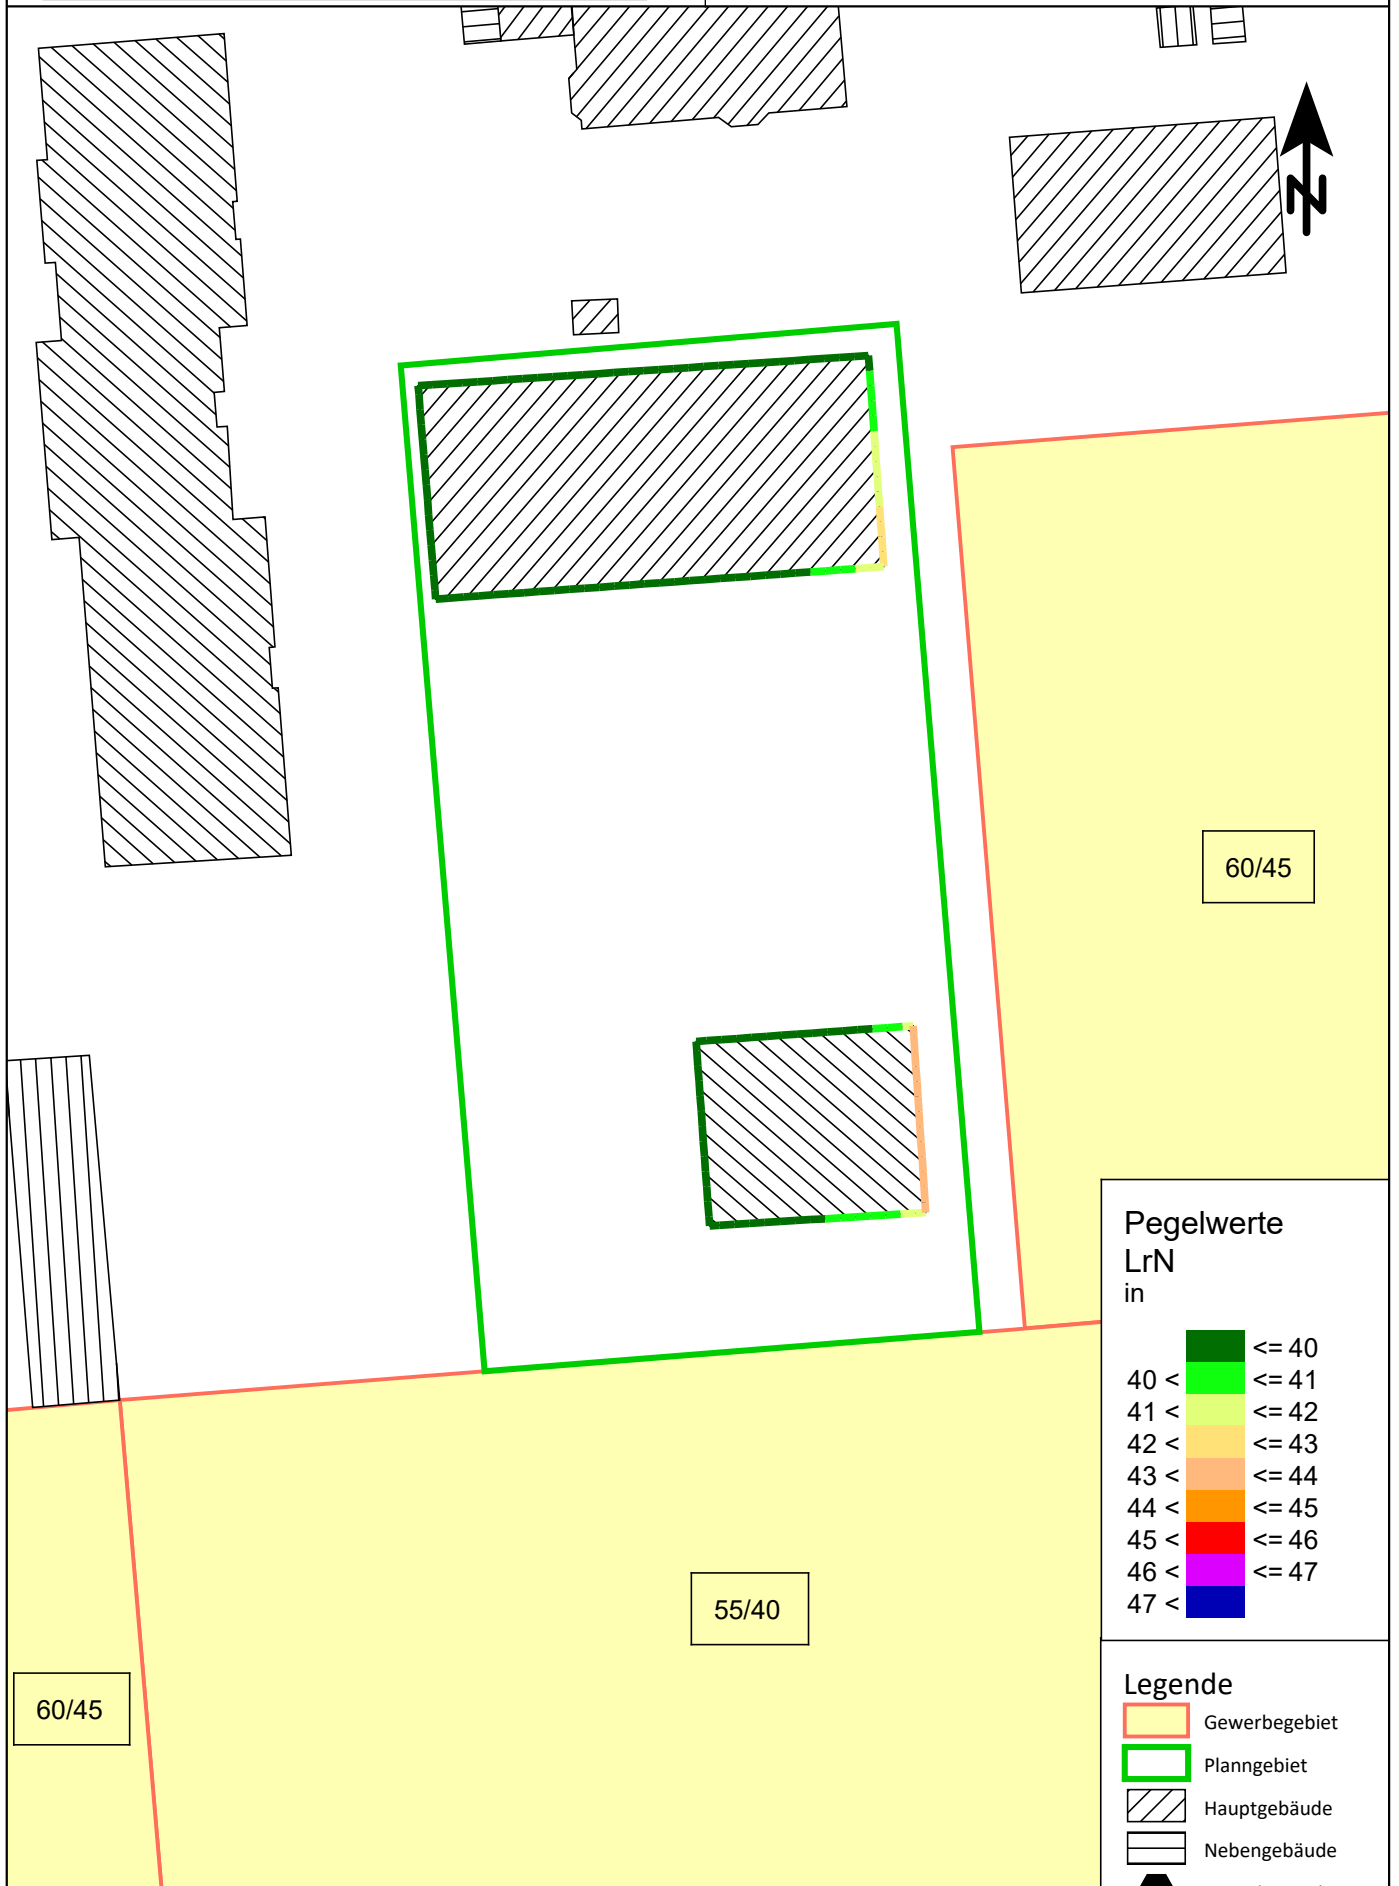 N
60/45
Pegelwerte
LrN
in
<= 40
40 < <= 41
41 < <= 42
42 < <= 43
43 < <= 44
44 < <= 45
45 < <= 46
46 < <= 47
47 <
55/40
60/45
Legende
Gewerbegebiet
Planngebiet
Hauptgebäude
Nebengebäude